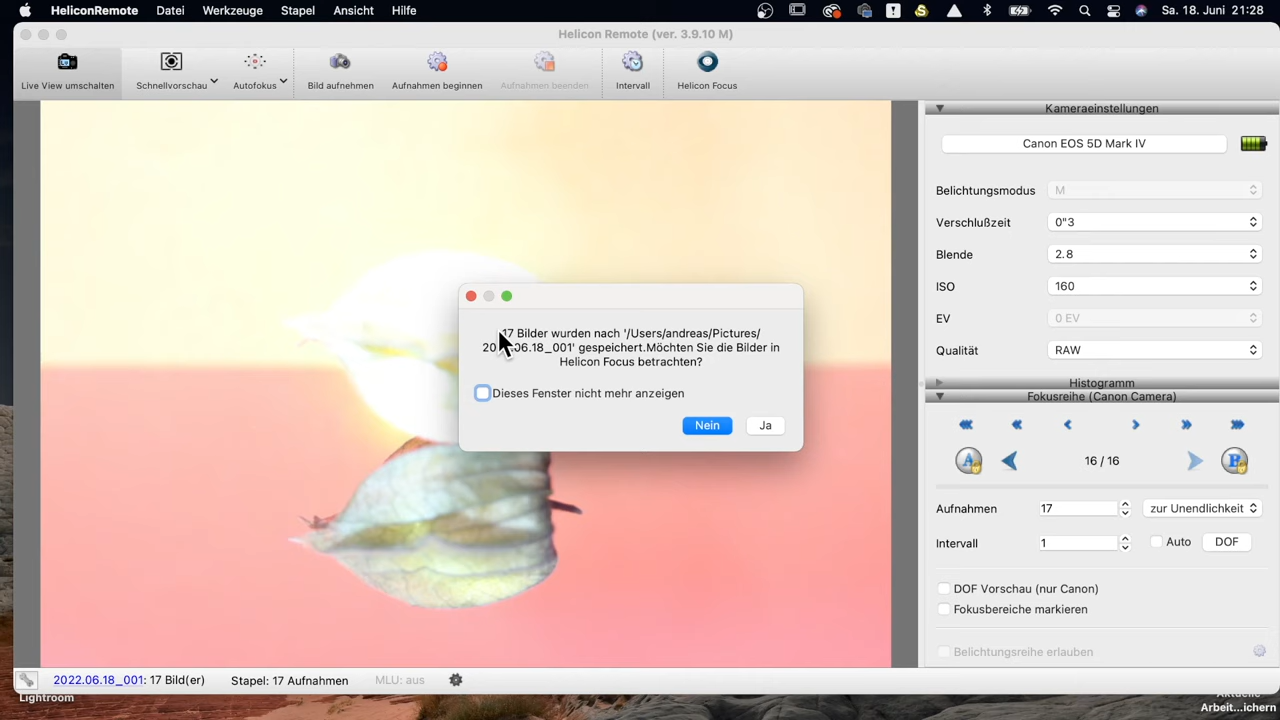 HeliconRemote Datei Werkzeuge Stapel Ansicht Hilfe Sa. 18. Juni 21:28
Helicon Remote (ver. 3.9.10 M)
Live View umschalten Schnellvorschau Autofokus Bild aufnehmen Aufnahmen beginnen Aufnahmen beenden Intervall Helicon Focus
Kameraeinstellungen
Canon EOS 5D Mark IV
Belichtungsmodus M
Verschlußzeit 0"3
Blende 2.8
ISO 160
EV 0 EV
Qualität RAW
Histogramm
Fokusreihe (Canon Camera)
A 16 / 16 B
Aufnahmen 17 zur Unendlichkeit
Intervall 1 Auto DOF
DOF Vorschau (nur Canon)
Fokusbereiche markieren
Belichtungsreihe erlauben
17 Bilder wurden nach '/Users/andreas/Pictures/
2022.06.18_001' gespeichert.Möchten Sie die Bilder in
Helicon Focus betrachten?
Dieses Fenster nicht mehr anzeigen
Nein Ja
2022.06.18_001: 17 Bild(er) Stapel: 17 Aufnahmen MLU: aus
Lightroom
Aktuelle
Arbeit...ichern